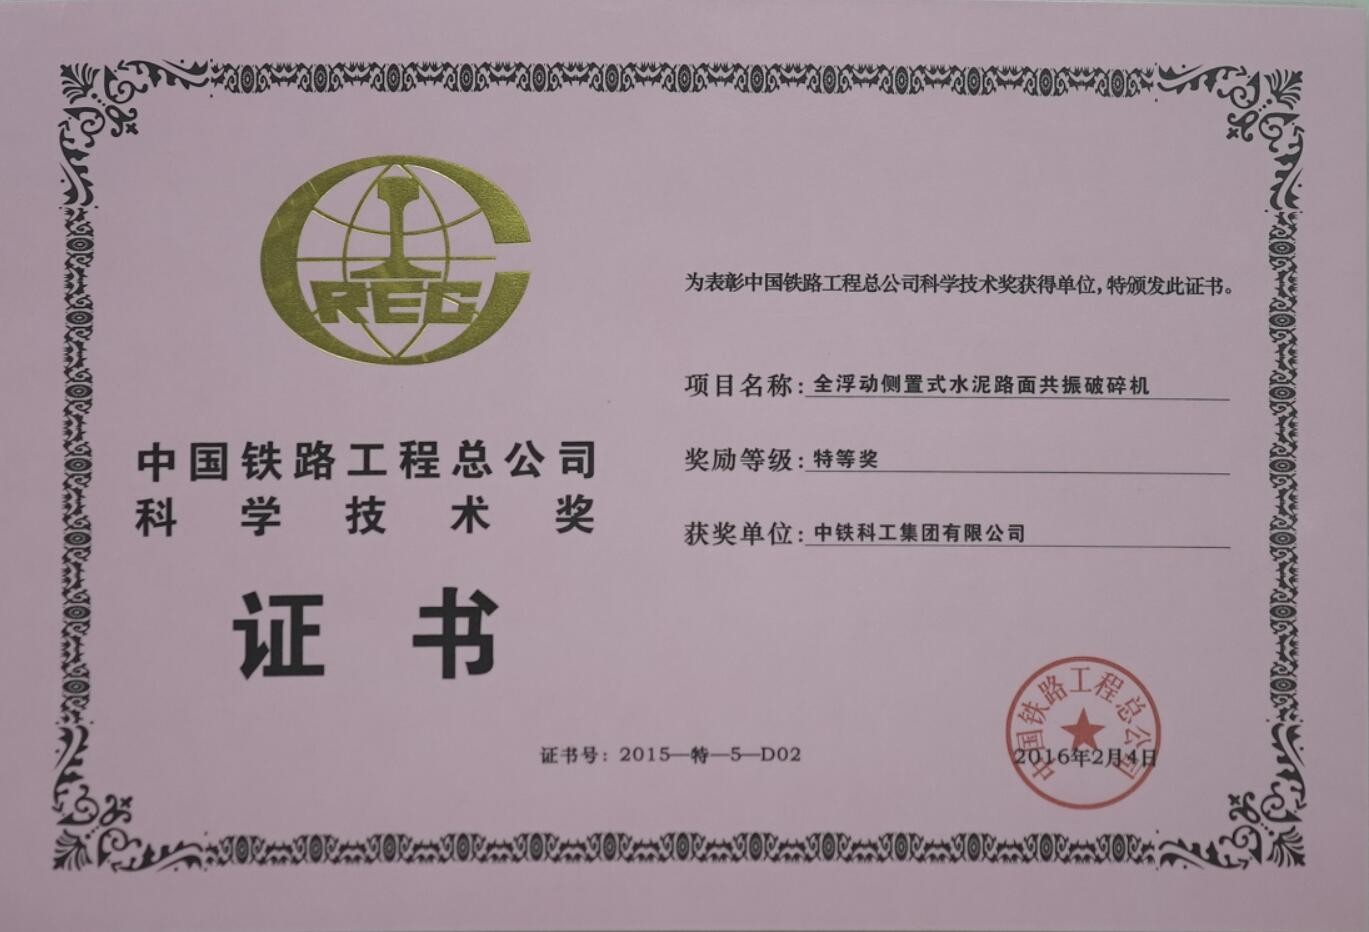 CREC
中国铁路工程总公司
科学技术奖
证书
为表彰中国铁路工程总公司科学技术奖获得单位,特颁发此证书。
项目名称:全浮动侧置式水泥路面共振破碎机
奖励等级:特等奖
获奖单位:中铁科工集团有限公司
证书号:2015—特—5—D02
中国铁路工程总公司
2016年2月4日